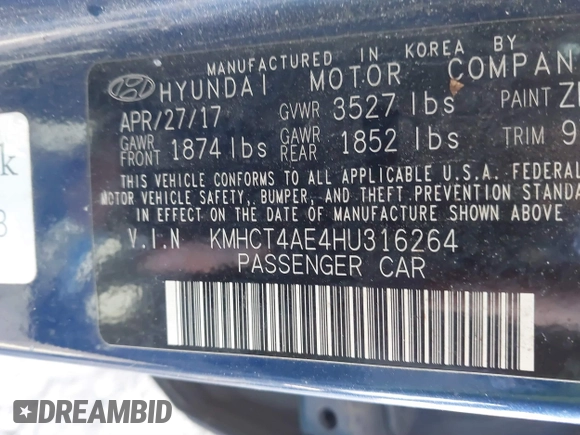 MANUFACTURED IN KOREA BY
HYUNDAI MOTOR COMPAN
APR/27/17 GVWR 3527 lbs PAINT
GAWR FRONT 1874 lbs GAWR REAR 1852 lbs TRIM 9
THIS VEHICLE CONFORMS TO ALL APPLICABLE U.S.A. FEDERAL
MOTOR VEHICLE SAFETY, BUMPER, AND THEFT PREVENTION STANDA
IN EFFECT ON THE DATE OF MANUFACTURE SHOWN ABOVE
V.I.N KMHCT4AE4HU316264
PASSENGER CAR
k
8
DREAMBID